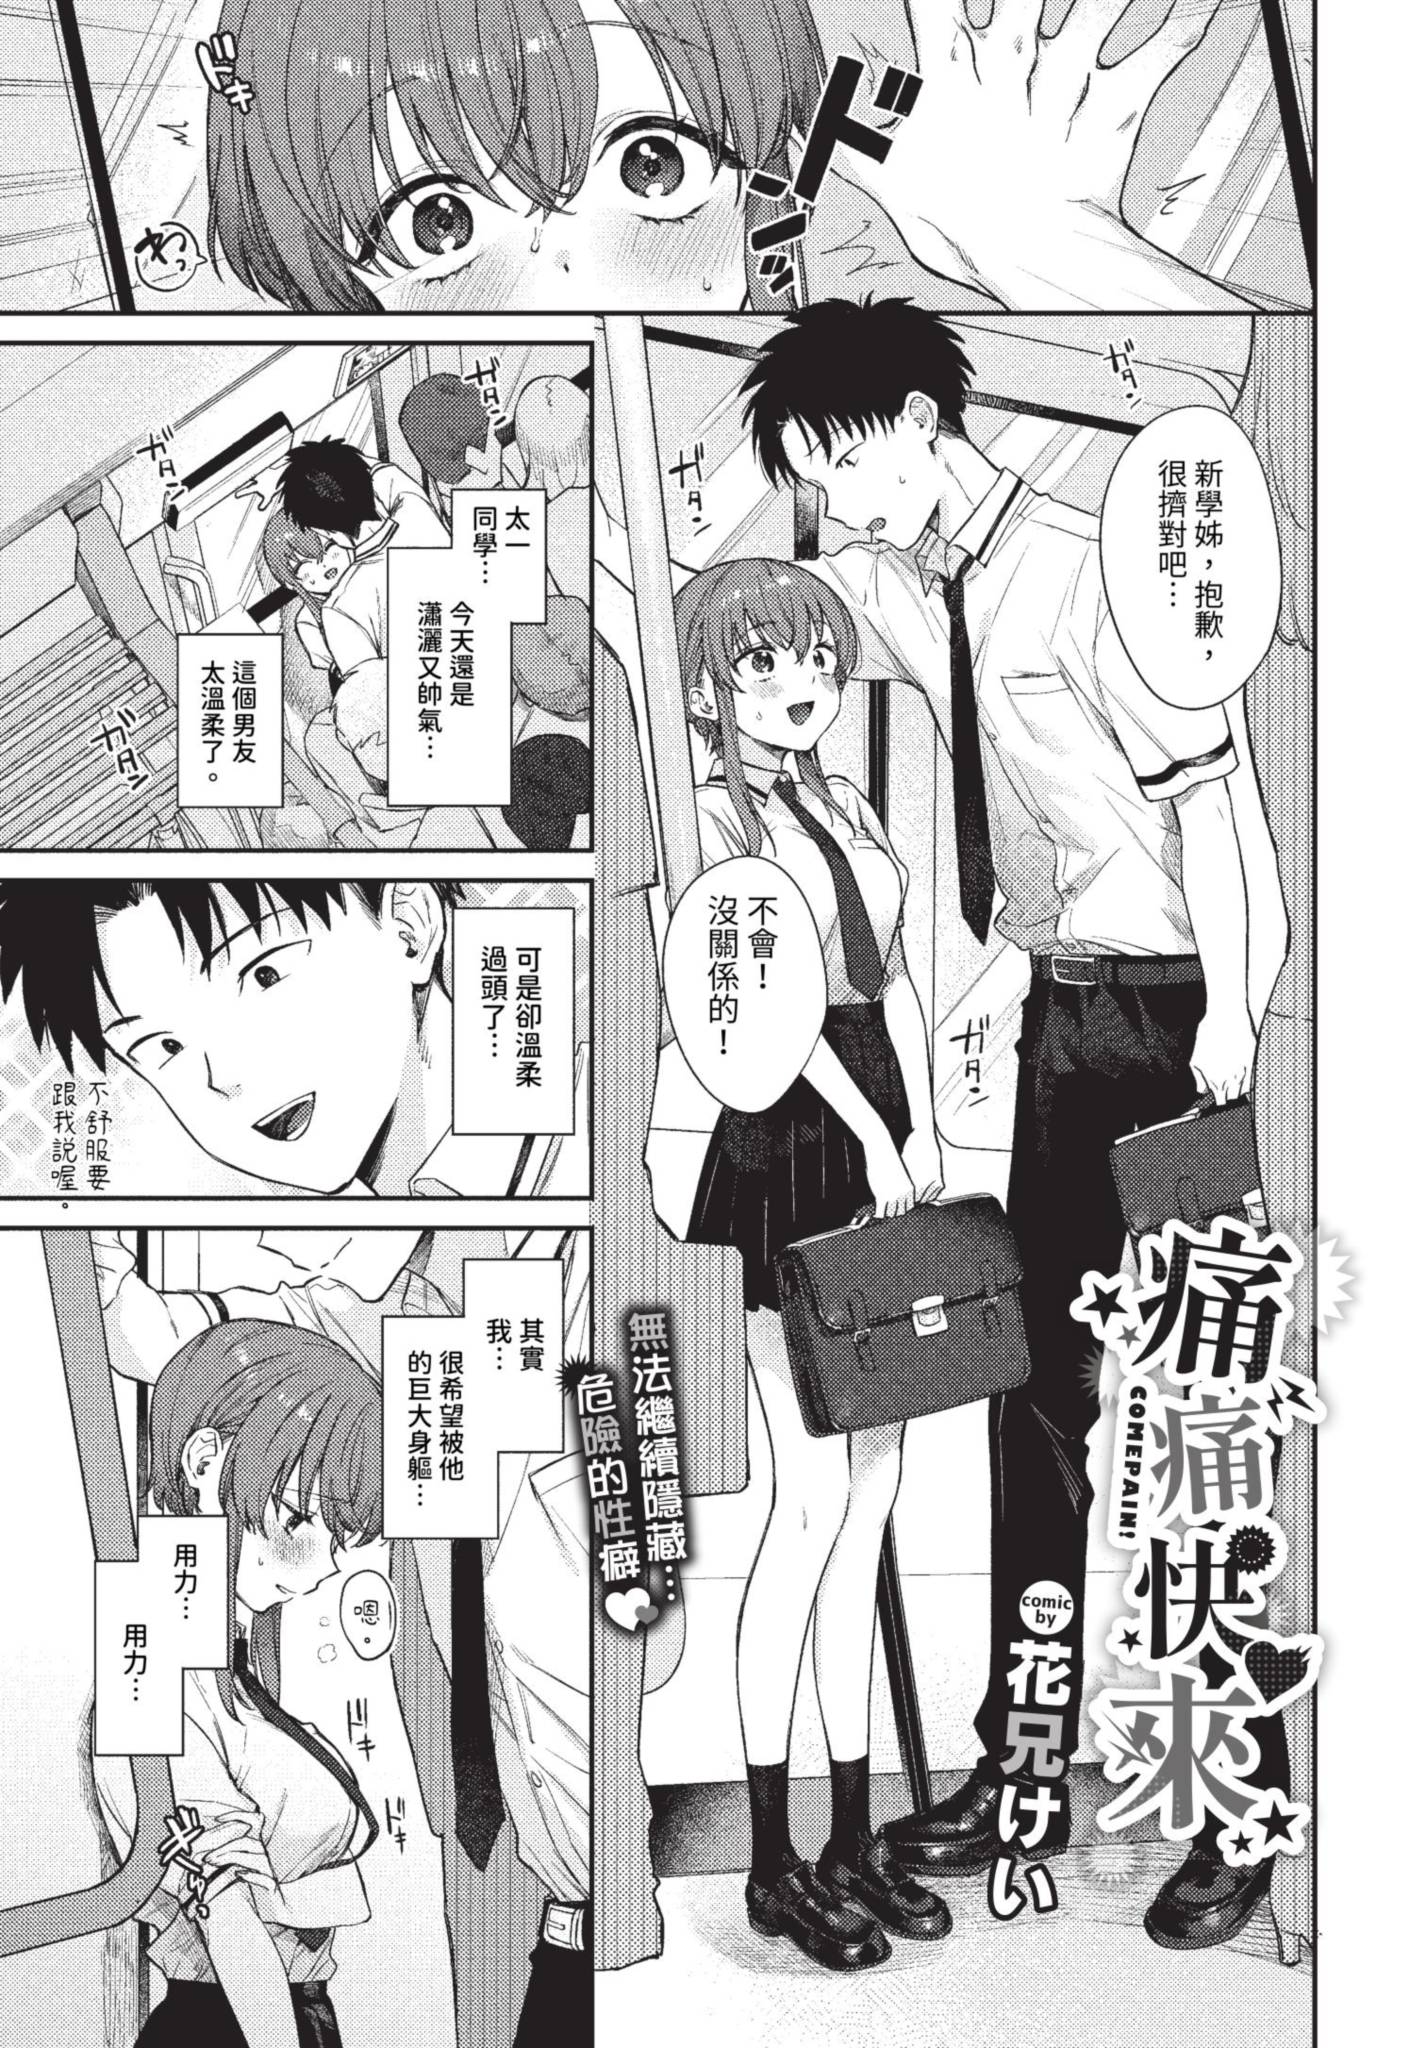 ドキ
ドドッ
わっ
新學姊，抱歉，
很擠對吧…
ガタン
ガタン
不會！
沒關係的！
ガタン
痛痛快來
COMEPAIN!
comic by
花兄けい
無法繼續隱藏…
危險的性癖
ガタン
ガタン
ガタン
太一
同學…
今天還是
瀟灑又帥氣…
這個男友
太溫柔了。
可是卻溫柔
過頭了…
不舒服要
跟我說喔。
其實
我…
很希望被他
的巨大身軀…
用力…
用力…
嗯。
ドキ
ドキ
ぎゅっ